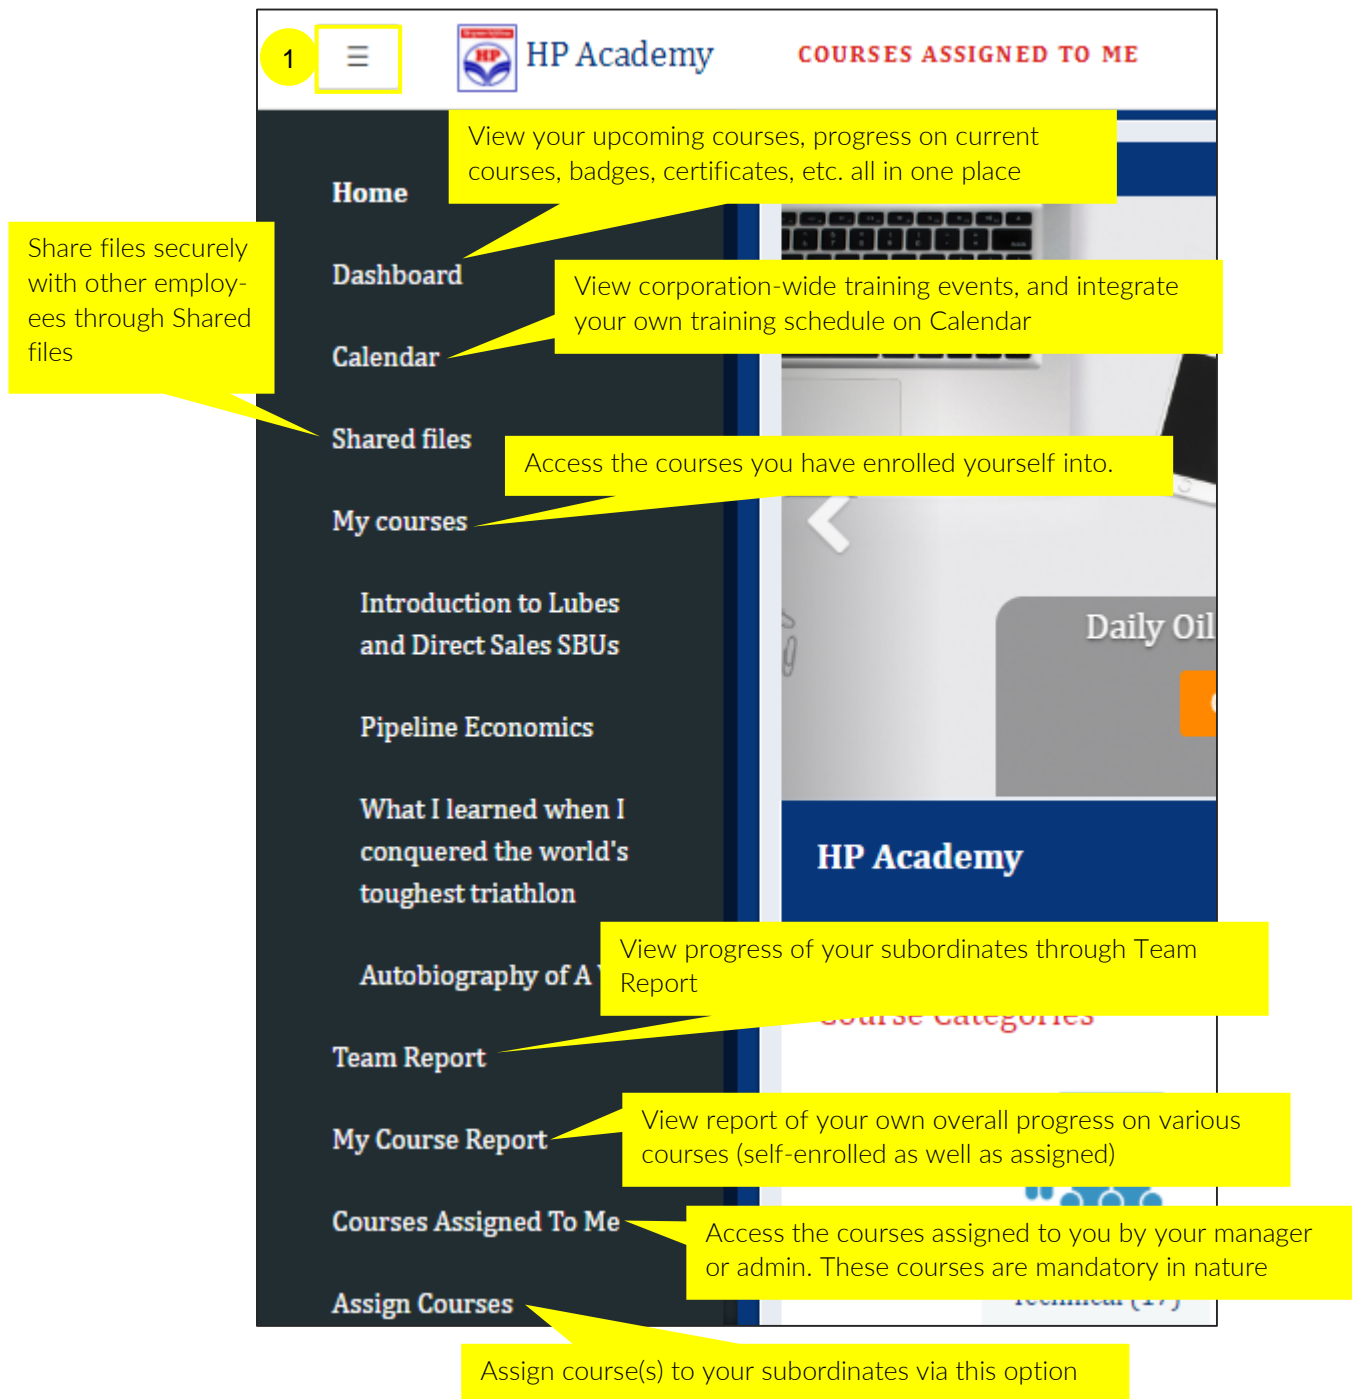 1
☰
HP
HP Academy
COURSES ASSIGNED TO ME
View your upcoming courses, progress on current
courses, badges, certificates, etc. all in one place
Home
Share files securely
with other employ-
ees through Shared
files
Dashboard
View corporation-wide training events, and integrate
your own training schedule on Calendar
Calendar
Shared files
Access the courses you have enrolled yourself into.
My courses
Introduction to Lubes
and Direct Sales SBUs
Daily Oil
Pipeline Economics
What I learned when I
conquered the world's
toughest triathlon
HP Academy
View progress of your subordinates through Team
Report
Autobiography of A
Course Categories
Team Report
View report of your own overall progress on various
courses (self-enrolled as well as assigned)
My Course Report
Courses Assigned To Me
Access the courses assigned to you by your manager
or admin. These courses are mandatory in nature
Assign Courses
Technical (17)
Assign course(s) to your subordinates via this option